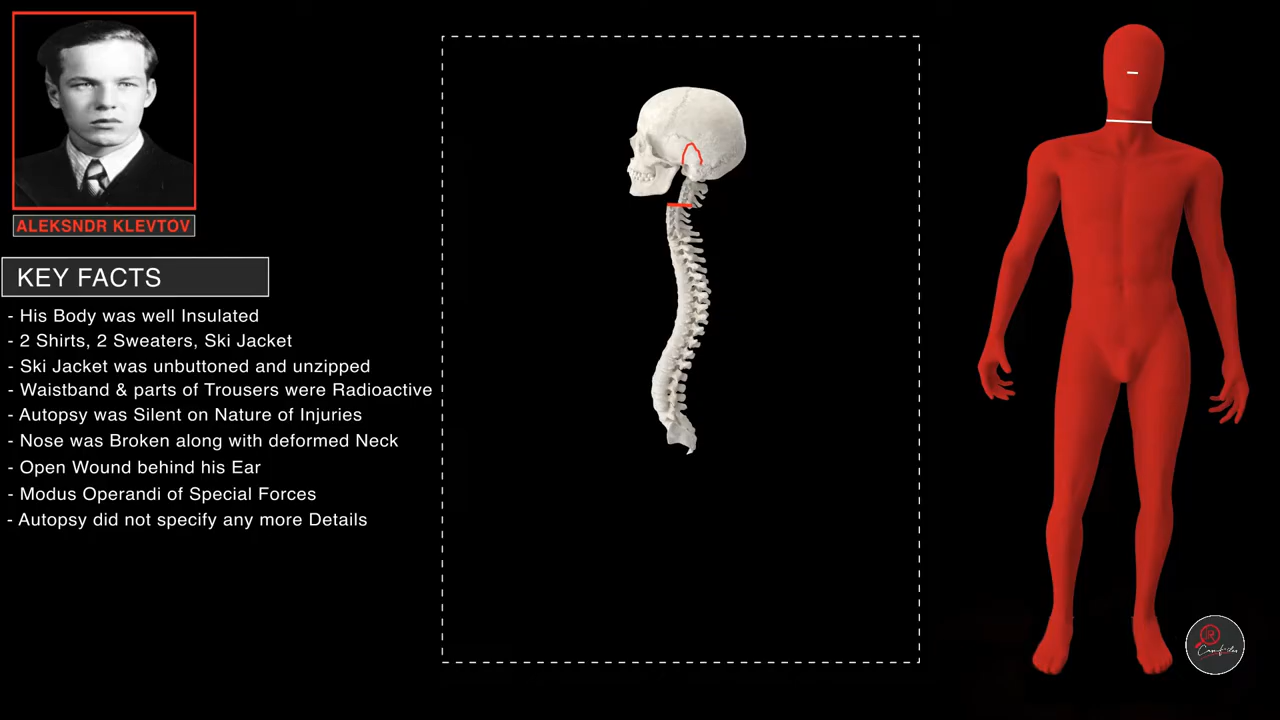 ALEKSNDR KLEVTOV
KEY FACTS
- His Body was well Insulated
- 2 Shirts, 2 Sweaters, Ski Jacket
- Ski Jacket was unbuttoned and unzipped
- Waistband & parts of Trousers were Radioactive
- Autopsy was Silent on Nature of Injuries
- Nose was Broken along with deformed Neck
- Open Wound behind his Ear
- Modus Operandi of Special Forces
- Autopsy did not specify any more Details